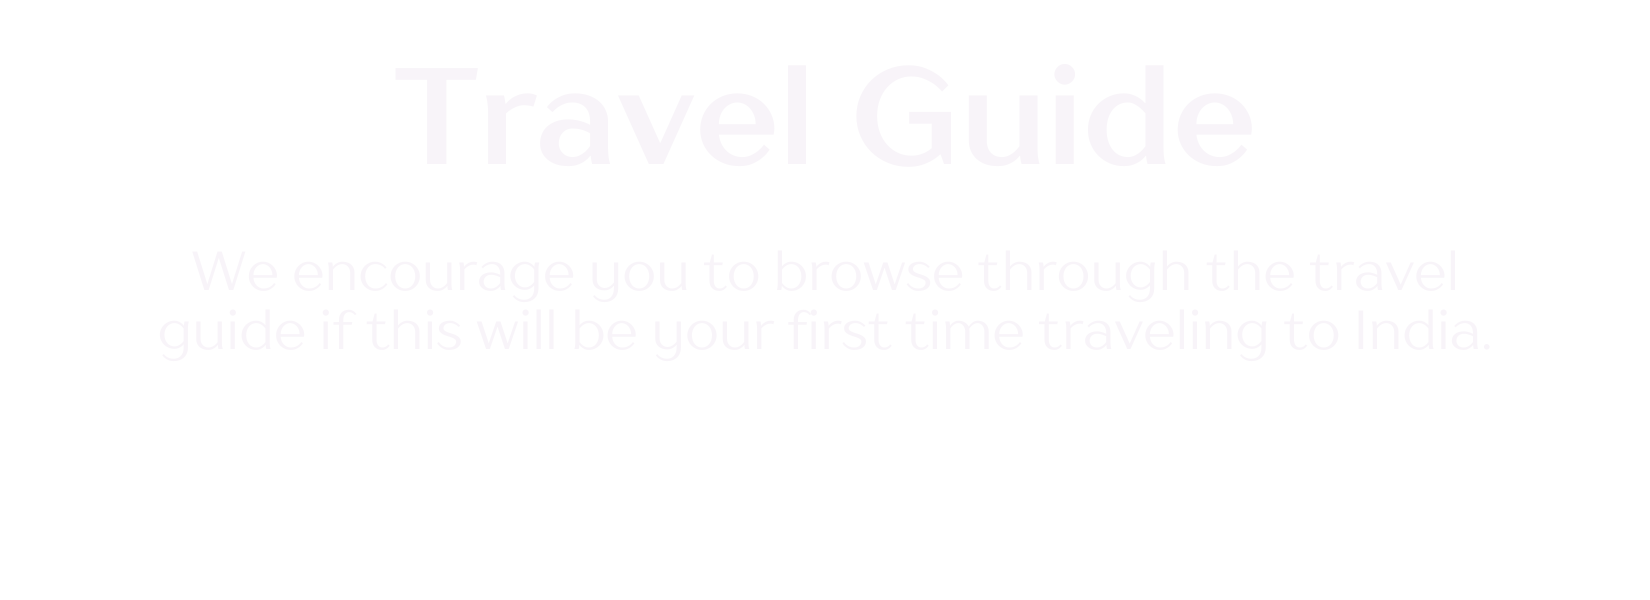 Travel Guide
We encourage you to browse through the travel
guide if this will be your first time traveling to India.